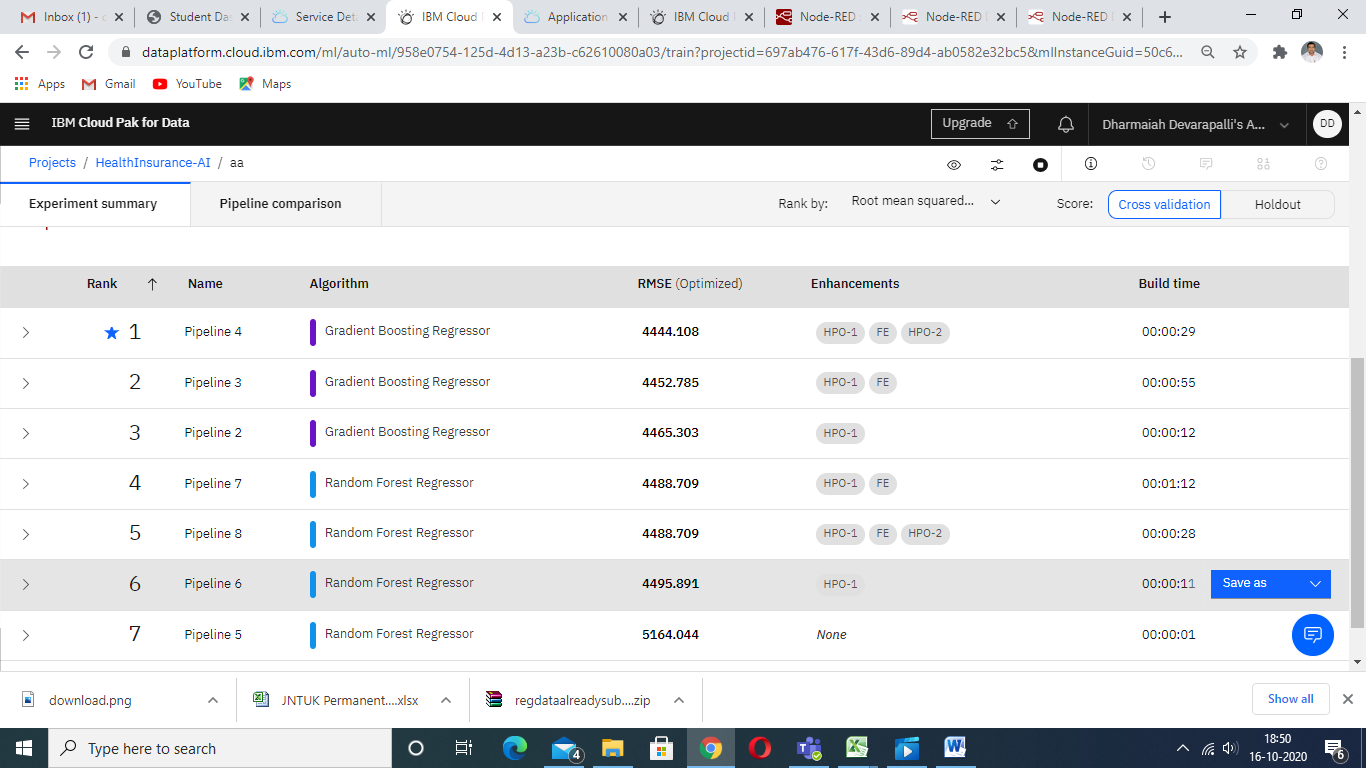 Inbox (1) -
Student Da
Service Det
IBM Cloud
Application
IBM Cloud
Node-RED
Node-RED
Node-RED
dataplatform.cloud.ibm.com/ml/auto-ml/958e0754-125d-4d13-a23b-c62610080a03/train?projectid=697ab476-617f-43d6-89d4-ab0582e32bc5&mlInstanceGuid=50c6...
Apps Gmail YouTube Maps
IBM Cloud Pak for Data Upgrade Dharmaiah Devarapalli's A... DD
Projects / HealthInsurance-AI / aa
Experiment summary Pipeline comparison Rank by: Root mean squared... Score: Cross validation Holdout
Rank Name Algorithm RMSE (Optimized) Enhancements Build time
1 Pipeline 4 Gradient Boosting Regressor 4444.108 HPO-1 FE HPO-2 00:00:29
2 Pipeline 3 Gradient Boosting Regressor 4452.785 HPO-1 FE 00:00:55
3 Pipeline 2 Gradient Boosting Regressor 4465.303 HPO-1 00:00:12
4 Pipeline 7 Random Forest Regressor 4488.709 HPO-1 FE 00:01:12
5 Pipeline 8 Random Forest Regressor 4488.709 HPO-1 FE HPO-2 00:00:28
6 Pipeline 6 Random Forest Regressor 4495.891 HPO-1 00:00:11 Save as
7 Pipeline 5 Random Forest Regressor 5164.044 None 00:00:01
download.png JNTUK Permanent....xlsx regdataalreadysub....zip Show all
Type here to search 4 18:50
16-10-2020 6